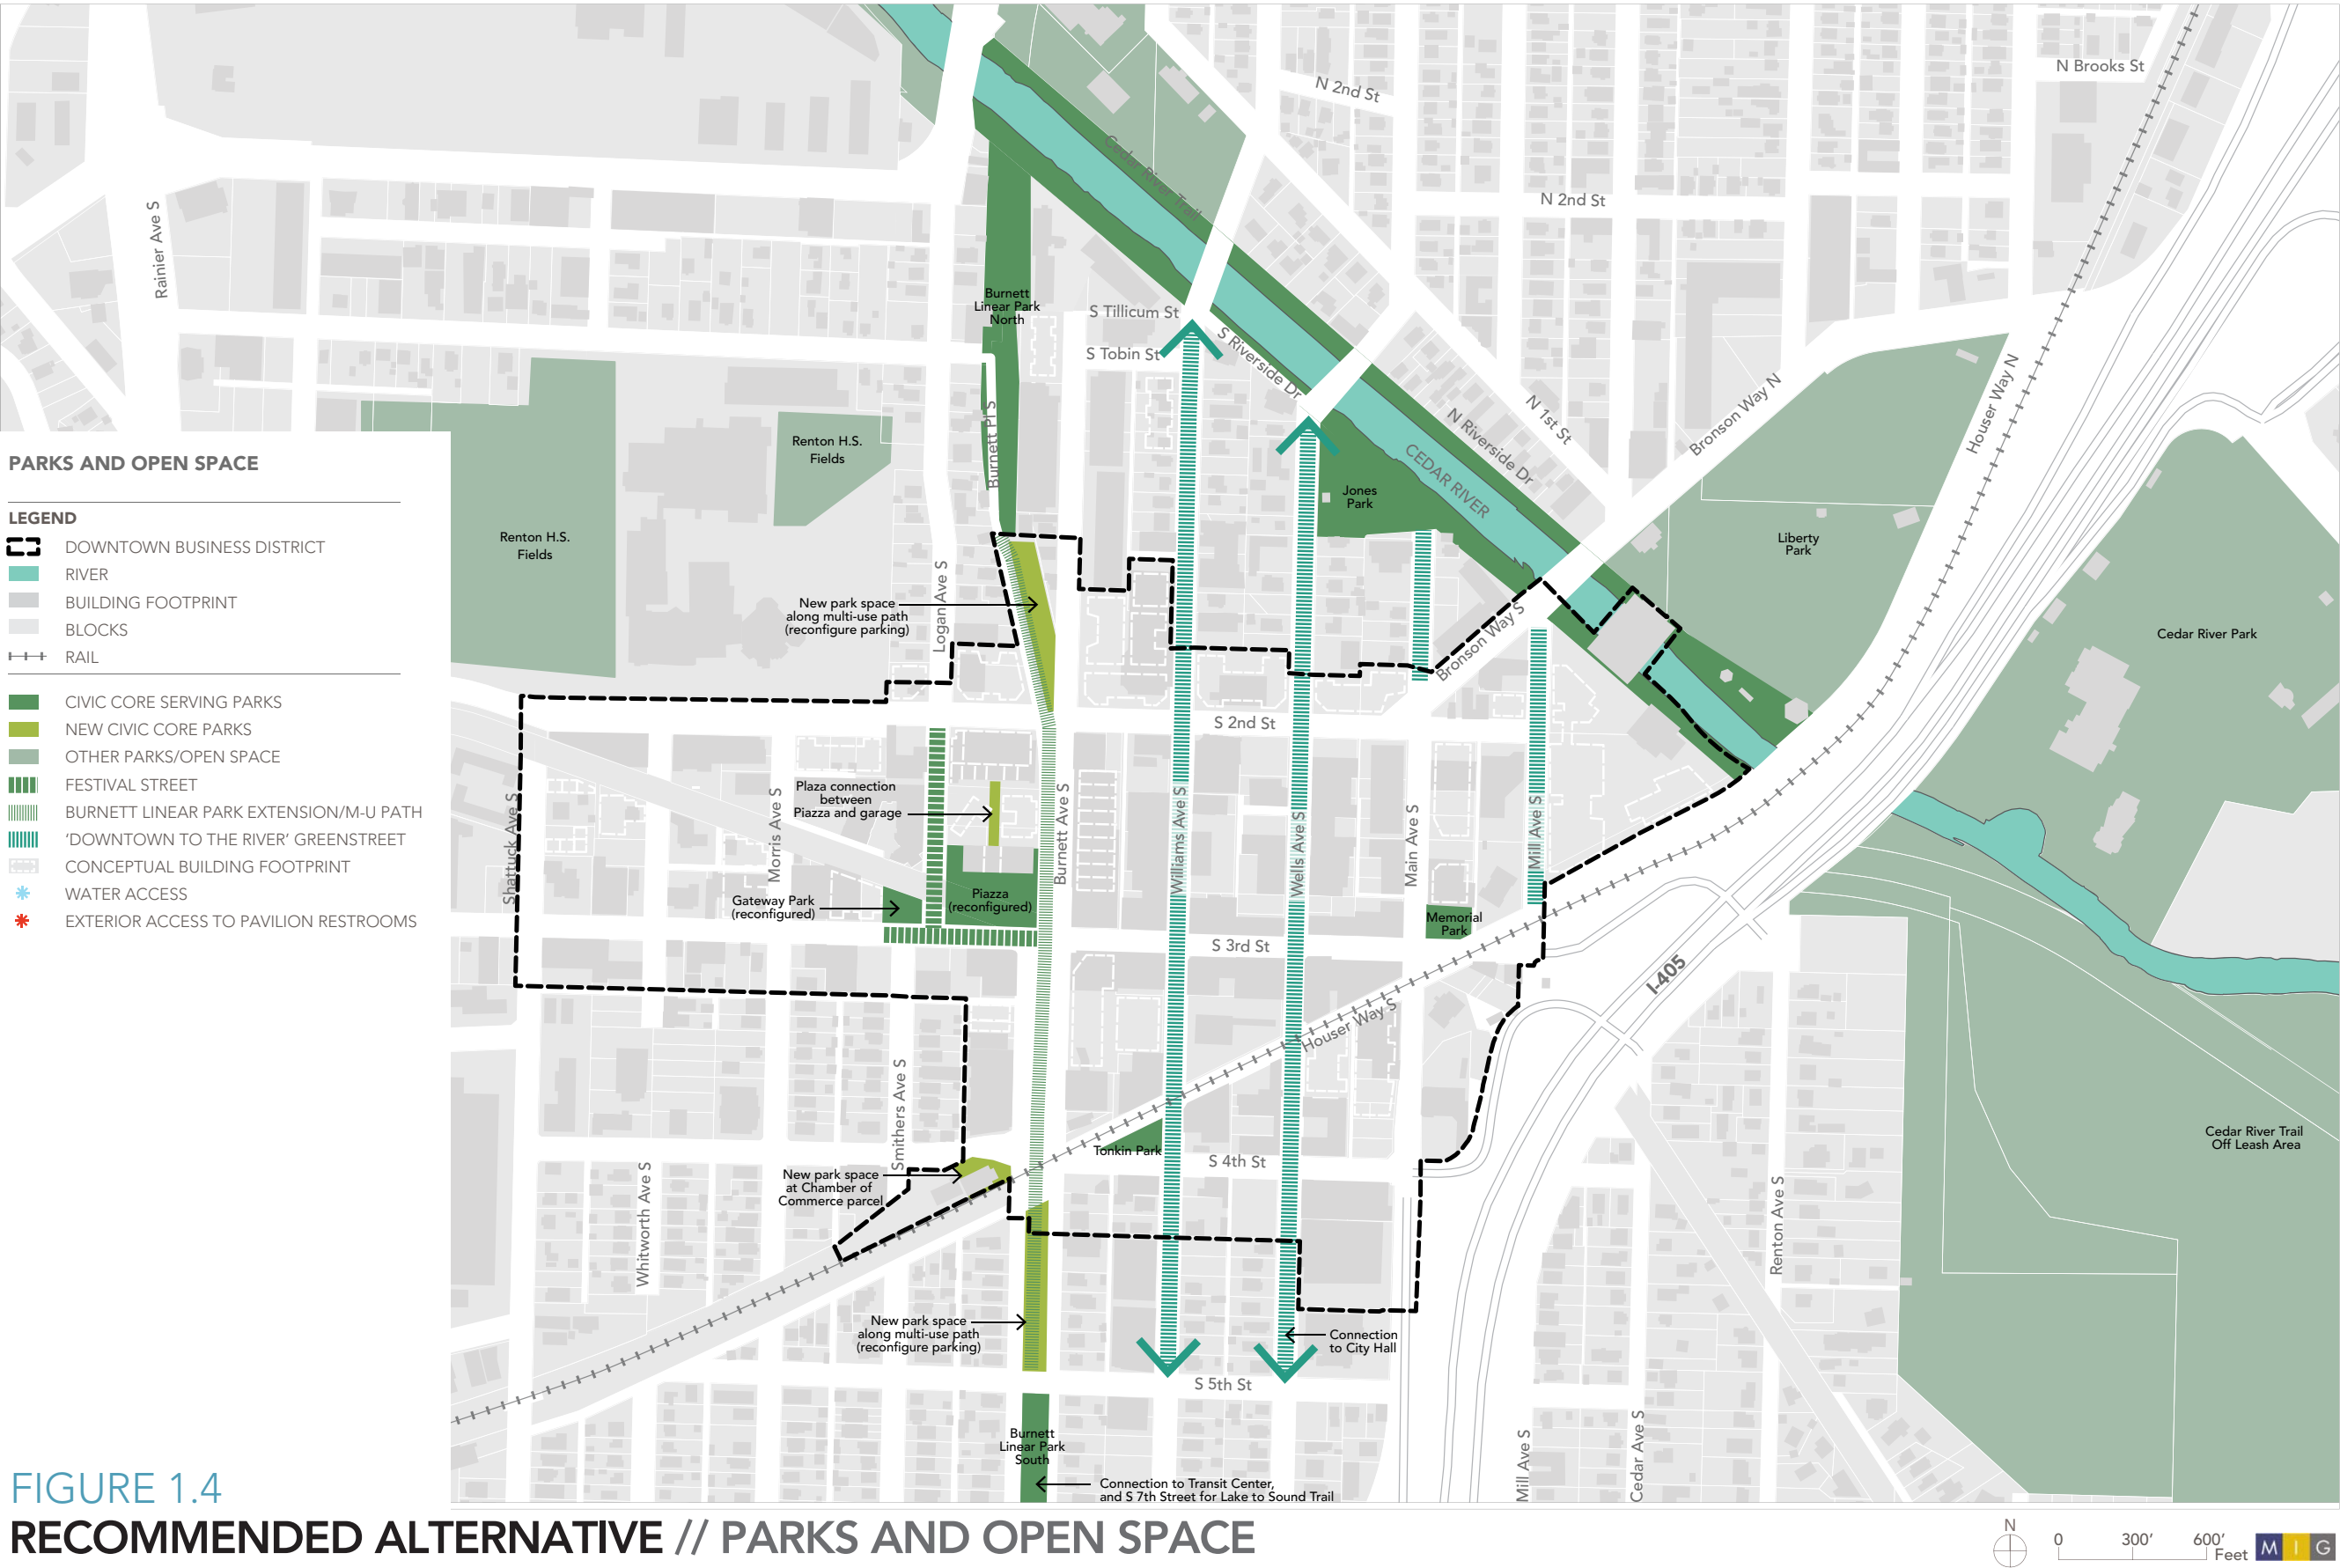 N Brooks St
N 2nd St
Cedar River Trail
N 2nd St
Rainier Ave S
Burnett
Linear Park
North
S Tillicum St
S Tobin St
S Riverside Dr
Houser Way N
Bronson Way N
N 1st St
N Riverside Dr
CEDAR RIVER
Burnett Pl S
Renton H.S.
Fields
Jones
Park
Renton H.S.
Fields
Liberty
Park
Cedar River Park
PARKS AND OPEN SPACE
LEGEND
DOWNTOWN BUSINESS DISTRICT
RIVER
BUILDING FOOTPRINT
BLOCKS
RAIL
CIVIC CORE SERVING PARKS
NEW CIVIC CORE PARKS
OTHER PARKS/OPEN SPACE
FESTIVAL STREET
BURNETT LINEAR PARK EXTENSION/M-U PATH
'DOWNTOWN TO THE RIVER' GREENSTREET
CONCEPTUAL BUILDING FOOTPRINT
WATER ACCESS
EXTERIOR ACCESS TO PAVILION RESTROOMS
New park space
along multi-use path
(reconfigure parking)
Logan Ave S
Bronson Way S
S 2nd St
Plaza connection
between
Piazza and garage
Shattuck Ave S
Morris Ave S
Burnett Ave S
Williams Ave S
Wells Ave S
Main Ave S
Mill Ave S
Gateway Park
(reconfigured)
Piazza
(reconfigured)
Memorial
Park
S 3rd St
I-405
Houser Way S
Smithers Ave S
Tonkin Park
S 4th St
Cedar River Trail
Off Leash Area
New park space
at Chamber of
Commerce parcel
Whitworth Ave S
Renton Ave S
New park space
along multi-use path
(reconfigure parking)
Connection
to City Hall
S 5th St
Burnett
Linear Park
South
Mill Ave S
Cedar Ave S
Connection to Transit Center,
and S 7th Street for Lake to Sound Trail
FIGURE 1.4
RECOMMENDED ALTERNATIVE // PARKS AND OPEN SPACE
N
0 300' 600'
Feet
M I G